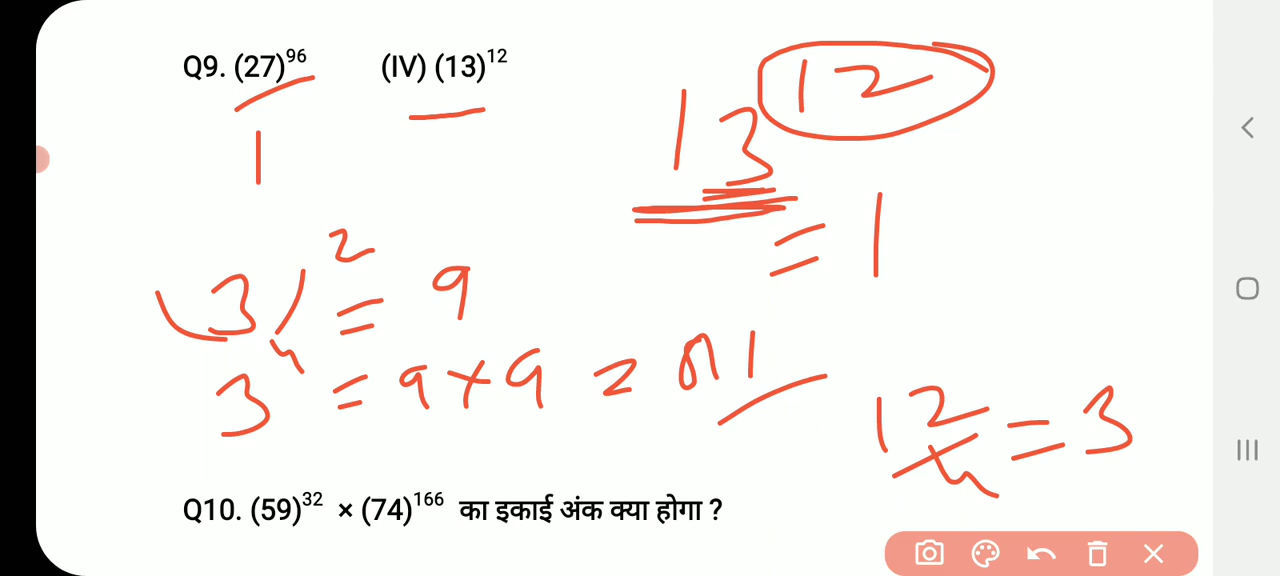 Q9. (27)^96 (IV) (13)^12
13^12
1
= 1
3^2 = 9
3^4 = 9 × 9 = 81
12/4 = 3
Q10. (59)^32 × (74)^166 का इकाई अंक क्या होगा ?